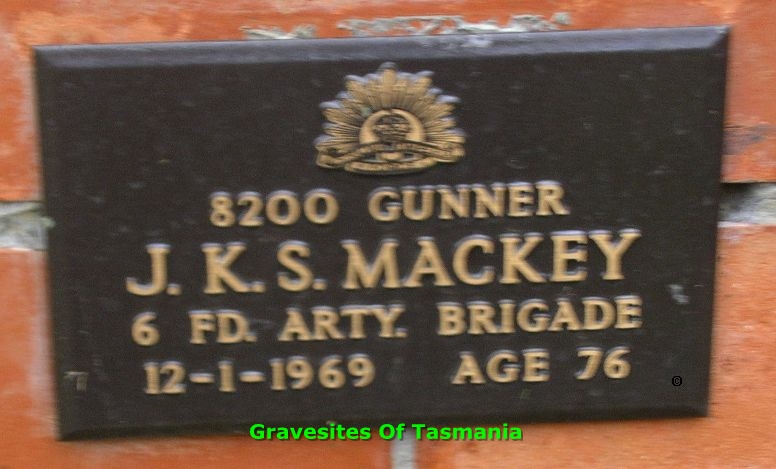 8200 GUNNER
J. K. S. MACKEY
6 FD. ARTY. BRIGADE
12-1-1969 AGE 76
©
Gravesites Of Tasmania